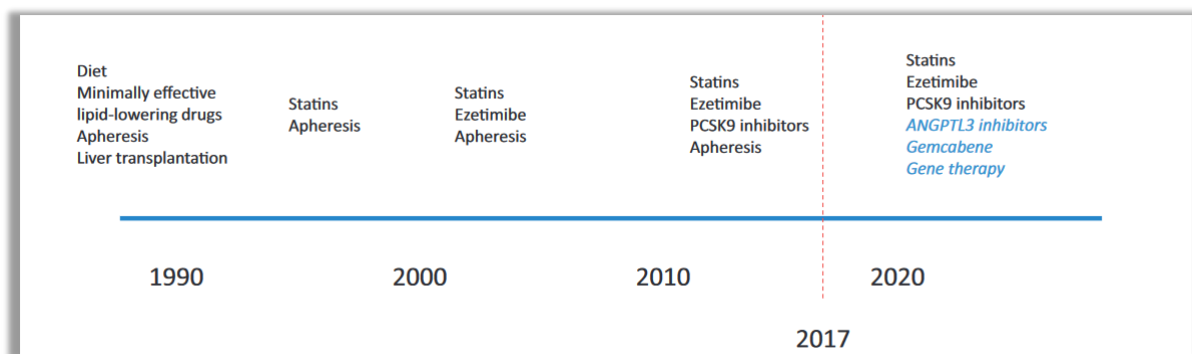 Diet
Minimally effective
lipid-lowering drugs
Apheresis
Liver transplantation
Statins
Apheresis
Statins
Ezetimibe
Apheresis
Statins
Ezetimibe
PCSK9 inhibitors
Apheresis
Statins
Ezetimibe
PCSK9 inhibitors
ANGPTL3 inhibitors
Gemcabene
Gene therapy
1990
2000
2010
2020
2017